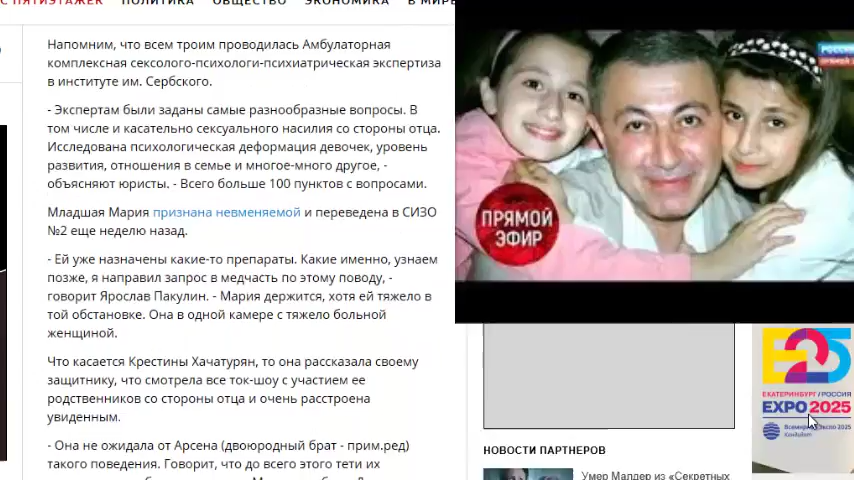 С ПЯТИЭТАЖЕК ПОЛИТИКА ОБЩЕСТВО ЭКОНОМИКА В МИРЕ
Напомним, что всем троим проводилась Амбулаторная
комплексная сексолого-психологи-психиатрическая экспертиза
в институте им. Сербского.
- Экспертам были заданы самые разнообразные вопросы. В
том числе и касательно сексуального насилия со стороны отца.
Исследована психологическая деформация девочек, уровень
развития, отношения в семье и многое-много другое, -
объясняют юристы. - Всего больше 100 пунктов с вопросами.
Младшая Мария признана невменяемой и переведена в СИЗО
№2 еще неделю назад.
- Ей уже назначены какие-то препараты. Какие именно, узнаем
позже, я направил запрос в медчасть по этому поводу, -
говорит Ярослав Пакулин. - Мария держится, хотя ей тяжело в
той обстановке. Она в одной камере с тяжело больной
женщиной.
Что касается Крестины Хачатурян, то она рассказала своему
защитнику, что смотрела все ток-шоу с участием ее
родственников со стороны отца и очень расстроена
увиденным.
- Она не ожидала от Арсена (двоюродный брат - прим.ред)
такого поведения. Говорит, что до всего этого тети их
ПРЯМОЙ
ЭФИР
РОССИЯ
ЕКАТЕРИНБУРГ/РОССИЯ
EXPO 2025
НОВОСТИ ПАРТНЕРОВ
Умер Малдер из «Секретных